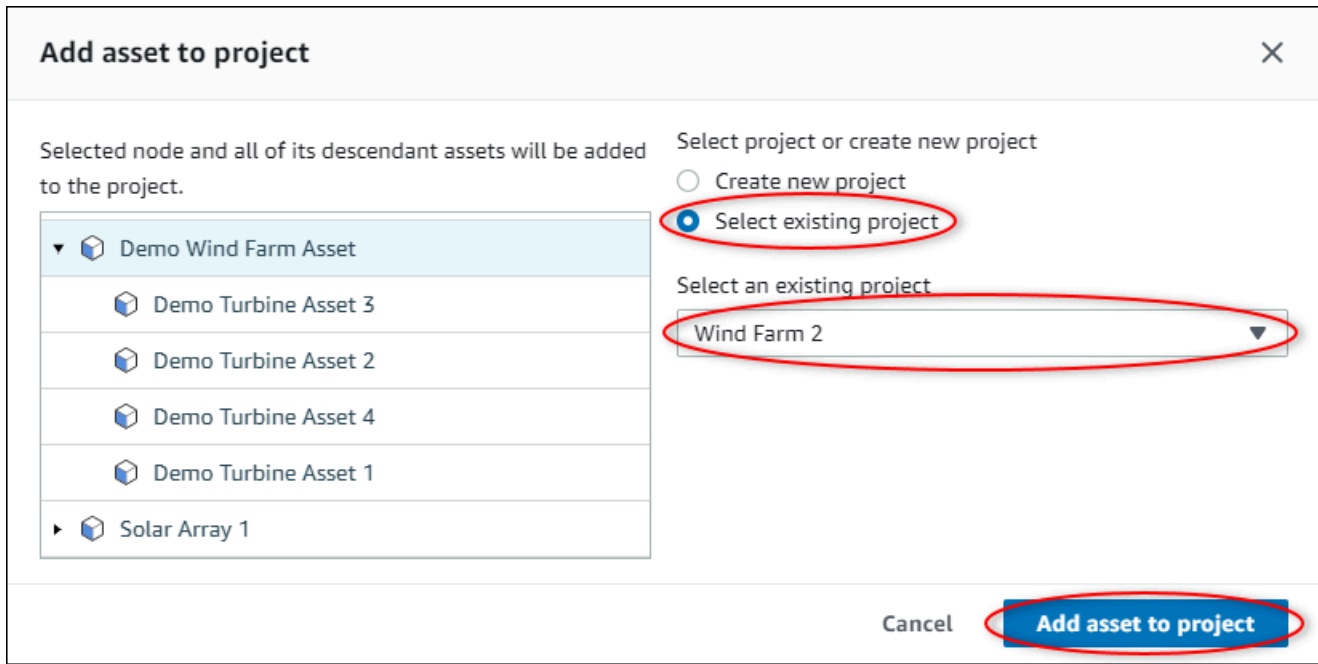 Add asset to project
Selected node and all of its descendant assets will be added
to the project.
Demo Wind Farm Asset
Demo Turbine Asset 3
Demo Turbine Asset 2
Demo Turbine Asset 4
Demo Turbine Asset 1
Solar Array 1
Select project or create new project
Create new project
Select existing project
Select an existing project
Wind Farm 2
Cancel
Add asset to project